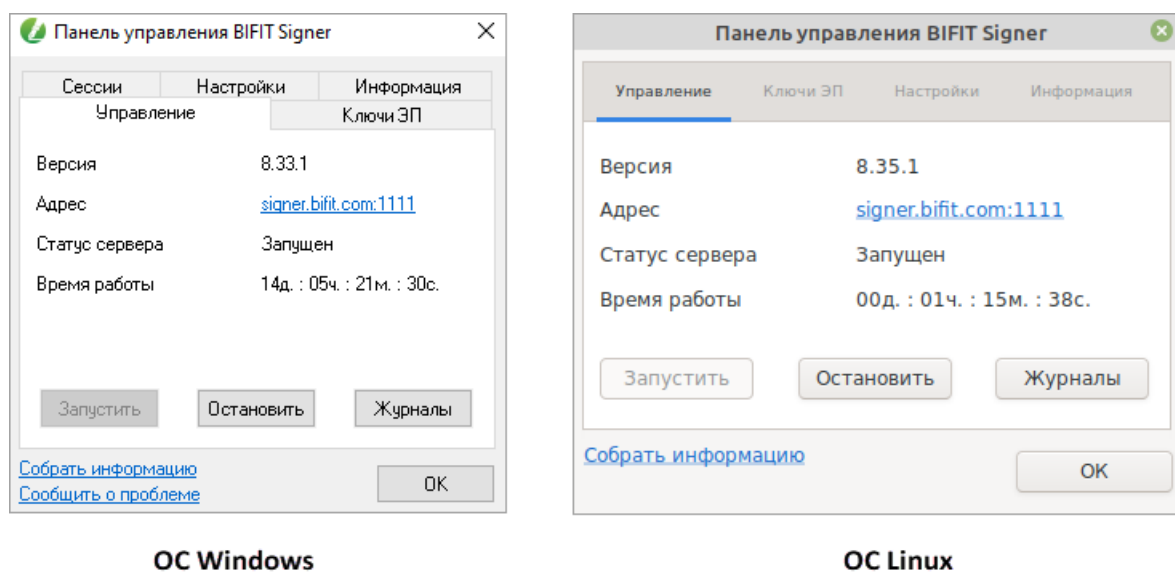 Панель управления BIFIT Signer
Сессии Настройки Информация
Управление Ключи ЭП
Версия 8.33.1
Адрес signer.bifit.com:1111
Статус сервера Запущен
Время работы 14д. : 05ч. : 21м. : 30с.
Запустить Остановить Журналы
Собрать информацию
Сообщить о проблеме
OK
ОС Windows
Панель управления BIFIT Signer
Управление Ключи ЭП Настройки Информация
Версия 8.35.1
Адрес signer.bifit.com:1111
Статус сервера Запущен
Время работы 00д. : 01ч. : 15м. : 38с.
Запустить Остановить Журналы
Собрать информацию
OK
ОС Linux